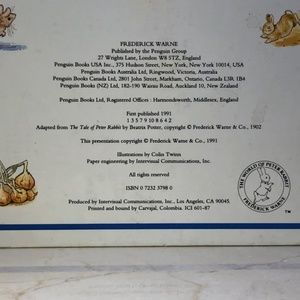 FREDERICK WARNE
Published by the Penguin Group
27 Wrights Lane, London W8 5TZ, England
Penguin Books USA Inc., 375 Hudson Street, New York, New York 10014, USA
Penguin Books Australia Ltd, Ringwood, Victoria, Australia
Penguin Books Canada Ltd, 2801 John Street, Markham, Ontario, Canada L3R 1B4
Penguin Books (NZ) Ltd, 182-190 Wairau Road, Auckland 10, New Zealand
Penguin Books Ltd, Registered Offices : Harmondsworth, Middlesex, England
First published 1991
1 3 5 7 9 10 8 6 4 2
Adapted from The Tale of Peter Rabbit by Beatrix Potter, copyright © Frederick Warne & Co., 1902
This presentation copyright © Frederick Warne & Co., 1991
Illustrations by Colin Twinn
Paper engineering by Intervisual Communications, Inc.
All rights reserved
ISBN 0 7232 3798 0
Produced by Intervisual Communications, Inc., Los Angeles, CA 90045.
Printed and bound by Carvajal, Colombia. ICI 601-87
THE WORLD OF PETER RABBIT
FREDERICK WARNE
TM